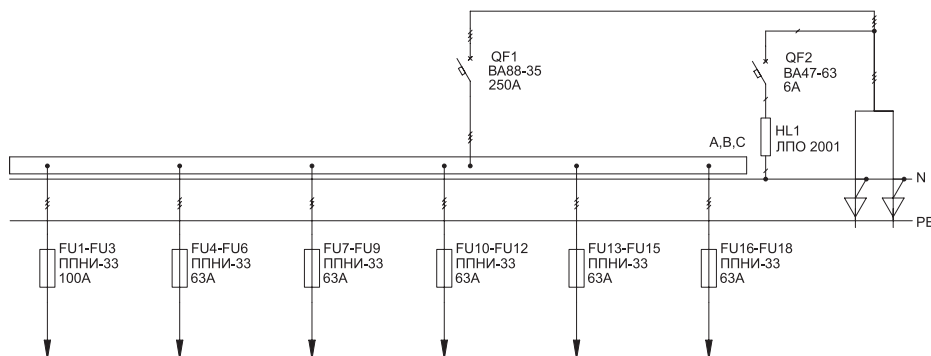 QF1
ВА88-35
250А
QF2
ВА47-63
6А
HL1
ЛПО 2001
A,B,C
N
PE
FU1-FU3
ППНИ-33
100А
FU4-FU6
ППНИ-33
63А
FU7-FU9
ППНИ-33
63А
FU10-FU12
ППНИ-33
63А
FU13-FU15
ППНИ-33
63А
FU16-FU18
ППНИ-33
63А